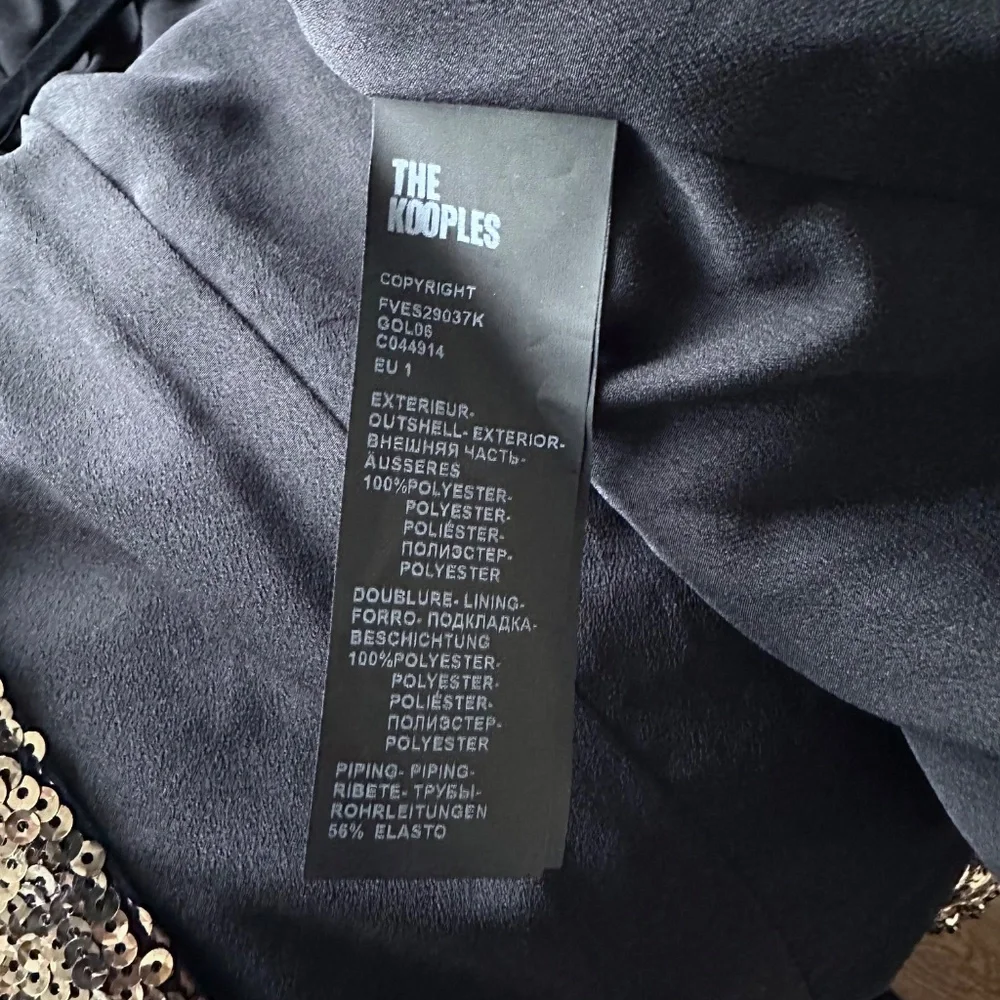 THE
KOOPLES
COPYRIGHT
FVES29037K
GOL06
C044914
EU 1
EXTERIEUR-
OUTSHELL- EXTERIOR-
ВНЕШНЯЯ ЧАСТЬ-
ÄUSSERES
100%POLYESTER-
POLYESTER-
POLIÉSTER-
ПОЛИЭСТЕР-
POLYESTER
DOUBLURE- LINING-
FORRO- ПОДКЛАДКА-
BESCHICHTUNG
100%POLYESTER-
POLYESTER-
POLIÉSTER-
ПОЛИЭСТЕР-
POLYESTER
PIPING- PIPING-
RIBETE- ТРУБЫ-
ROHRLEITUNGEN
56% ELASTO